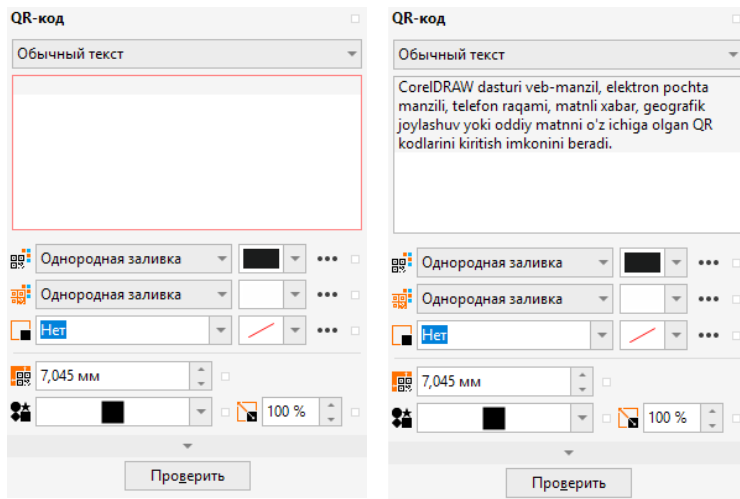 QR-код
Обычный текст
Однородная заливка
Однородная заливка
Нет
7,045 мм
100 %
Проверить
QR-код
Обычный текст
CorelDRAW dasturi veb-manzil, elektron pochta
manzili, telefon raqami, matnli xabar, geografik
joylashuv yoki oddiy matnni o'z ichiga olgan QR
kodlarini kiritish imkonini beradi.
Однородная заливка
Однородная заливка
Нет
7,045 мм
100 %
Проверить